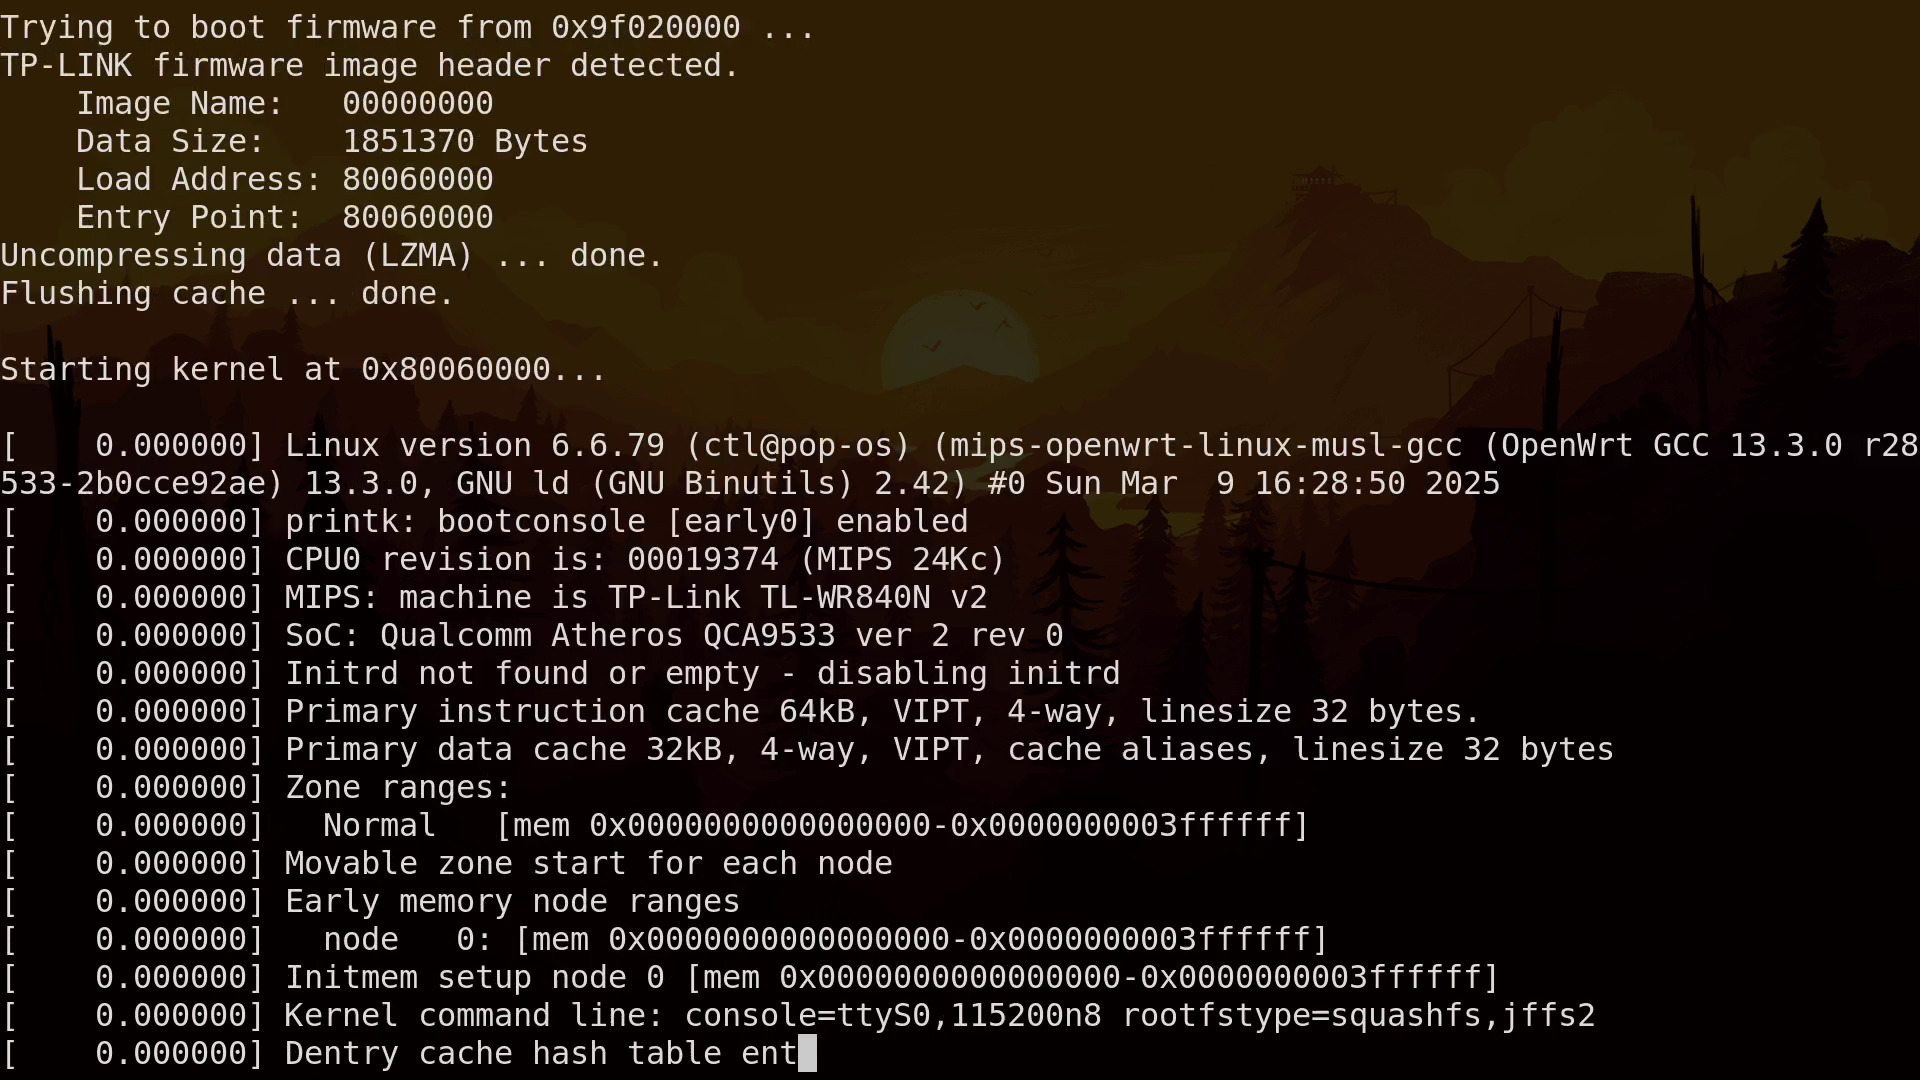 Trying to boot firmware from 0x9f020000 ...
TP-LINK firmware image header detected.
    Image Name:   00000000
    Data Size:    1851370 Bytes
    Load Address: 80060000
    Entry Point:  80060000
Uncompressing data (LZMA) ... done.
Flushing cache ... done.

Starting kernel at 0x80060000...

[    0.000000] Linux version 6.6.79 (ctl@pop-os) (mips-openwrt-linux-musl-gcc (OpenWrt GCC 13.3.0 r28
533-2b0cce92ae) 13.3.0, GNU ld (GNU Binutils) 2.42) #0 Sun Mar  9 16:28:50 2025
[    0.000000] printk: bootconsole [early0] enabled
[    0.000000] CPU0 revision is: 00019374 (MIPS 24Kc)
[    0.000000] MIPS: machine is TP-Link TL-WR840N v2
[    0.000000] SoC: Qualcomm Atheros QCA9533 ver 2 rev 0
[    0.000000] Initrd not found or empty - disabling initrd
[    0.000000] Primary instruction cache 64kB, VIPT, 4-way, linesize 32 bytes.
[    0.000000] Primary data cache 32kB, 4-way, VIPT, cache aliases, linesize 32 bytes
[    0.000000] Zone ranges:
[    0.000000]   Normal   [mem 0x0000000000000000-0x0000000003ffffff]
[    0.000000] Movable zone start for each node
[    0.000000] Early memory node ranges
[    0.000000]   node   0: [mem 0x0000000000000000-0x0000000003ffffff]
[    0.000000] Initmem setup node 0 [mem 0x0000000000000000-0x0000000003ffffff]
[    0.000000] Kernel command line: console=ttyS0,115200n8 rootfstype=squashfs,jffs2
[    0.000000] Dentry cache hash table ent